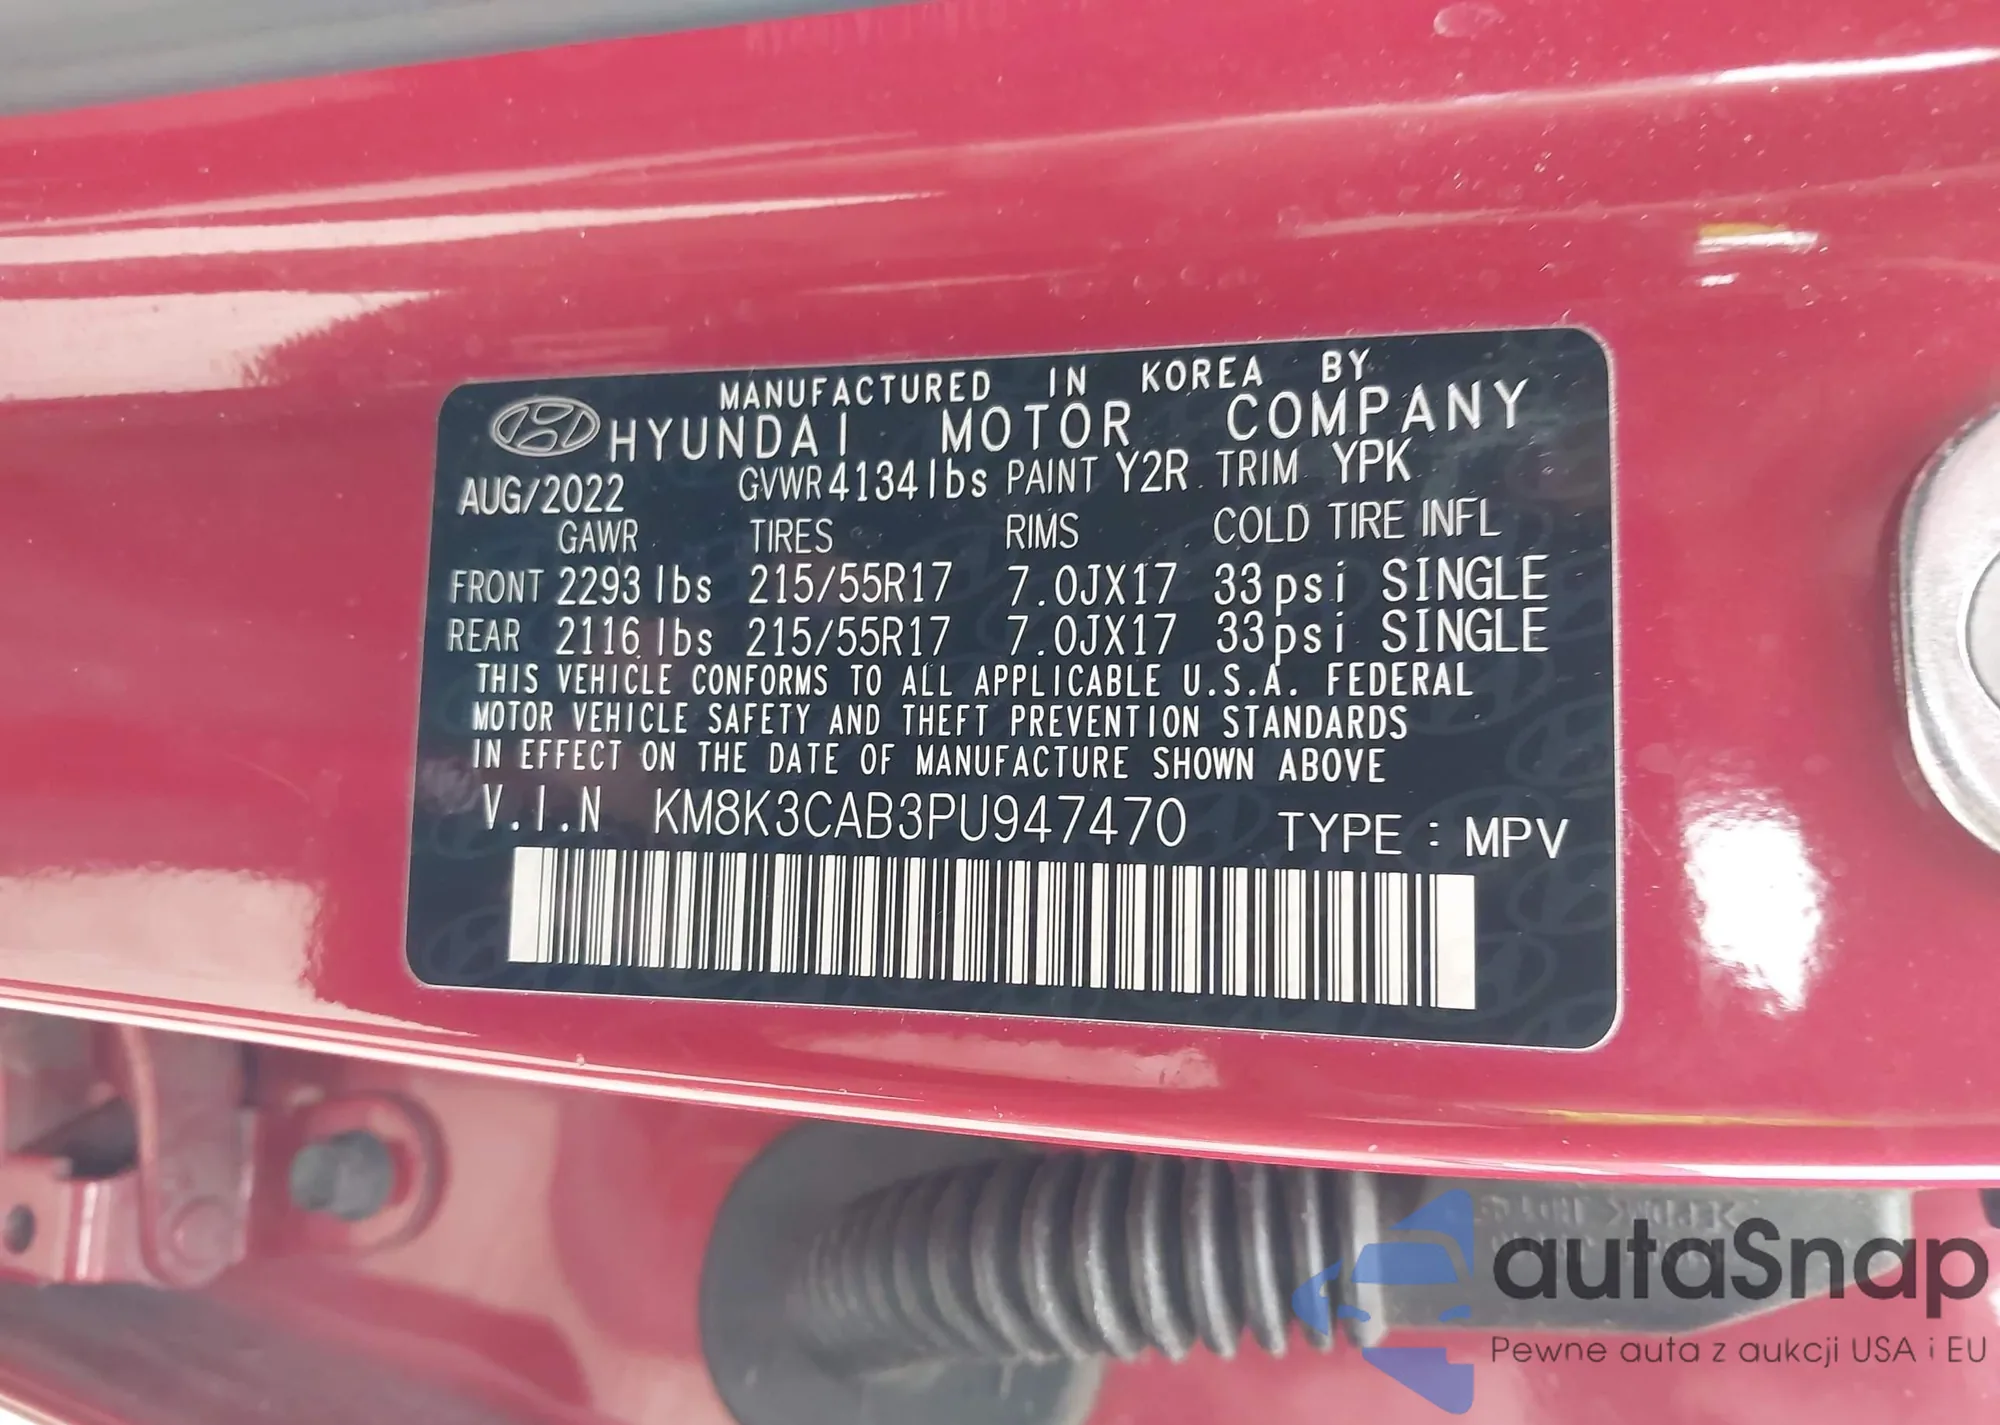 MANUFACTURED IN KOREA BY
HYUNDAI MOTOR COMPANY
AUG/2022 GVWR 4134 lbs PAINT Y2R TRIM YPK
GAWR TIRES RIMS COLD TIRE INFL
FRONT 2293 lbs 215/55R17 7.0JX17 33psi SINGLE
REAR 2116 lbs 215/55R17 7.0JX17 33psi SINGLE
THIS VEHICLE CONFORMS TO ALL APPLICABLE U.S.A. FEDERAL
MOTOR VEHICLE SAFETY AND THEFT PREVENTION STANDARDS
IN EFFECT ON THE DATE OF MANUFACTURE SHOWN ABOVE
V.I.N KM8K3CAB3PU947470 TYPE : MPV
autaSnap
Pewne auta z aukcji USA i EU